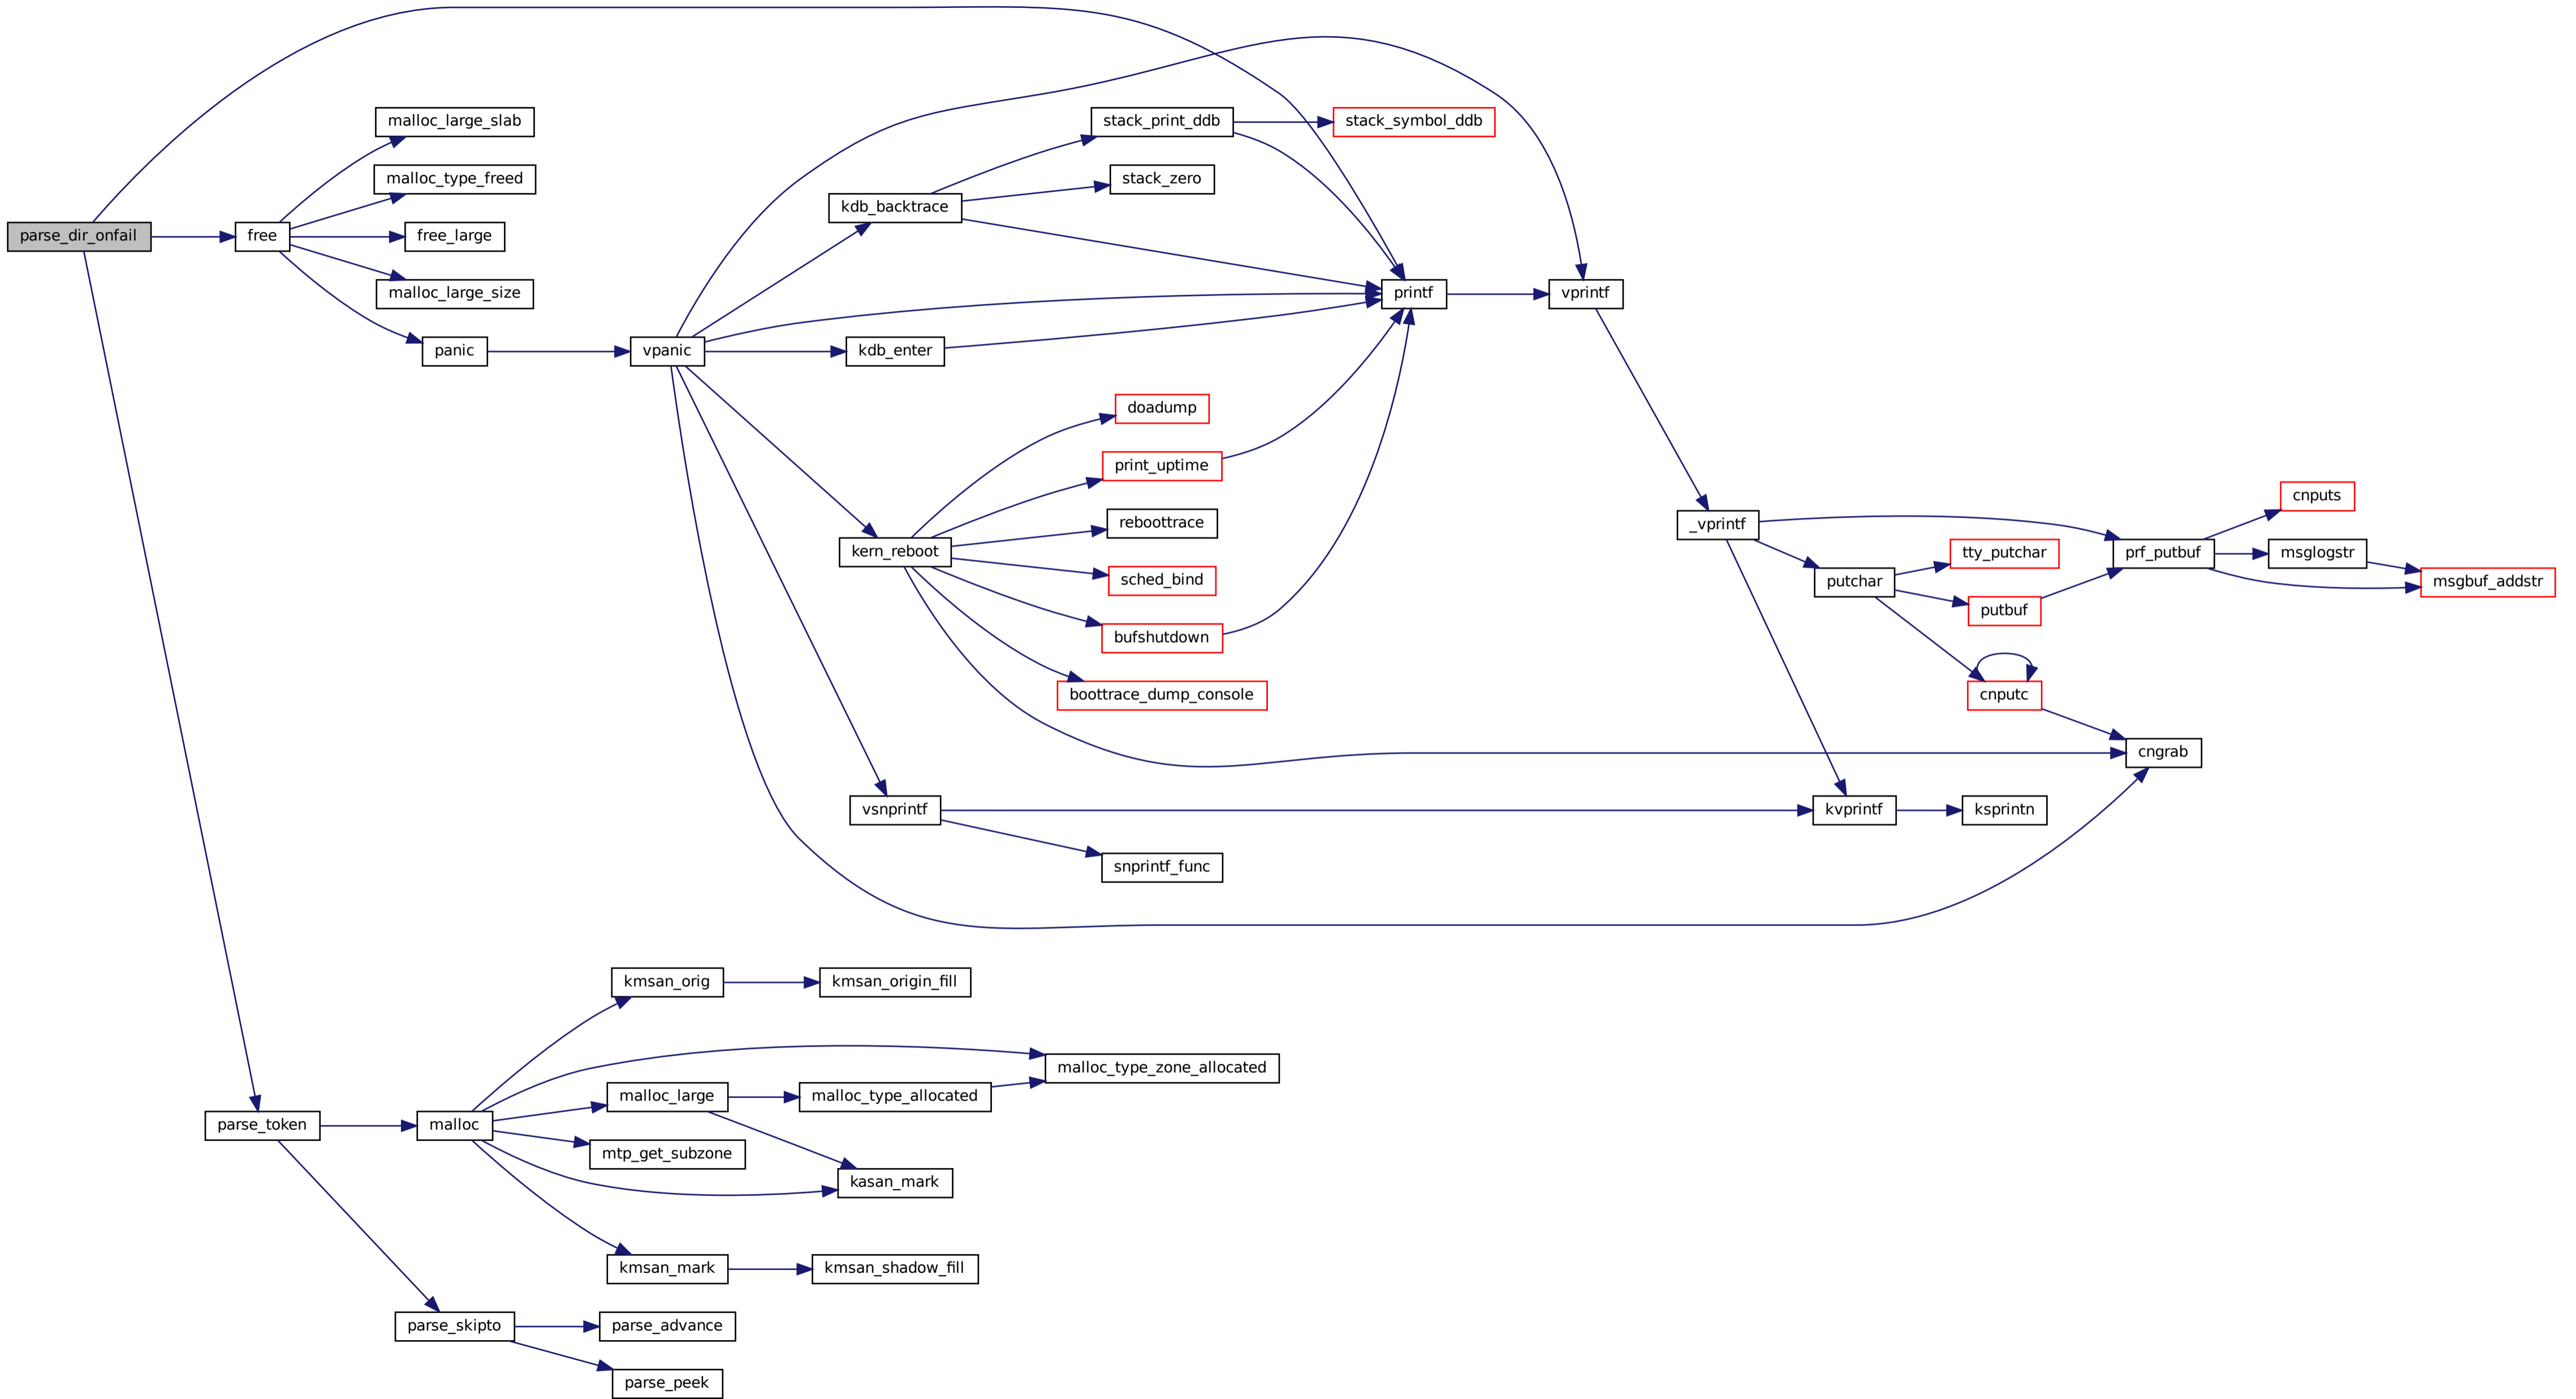 malloc_large_slab
stack_print_ddb
stack_symbol_ddb
malloc_type_freed
stack_zero
kdb_backtrace
parse_dir_onfail
free
free_large
malloc_large_size
printf
vprintf
panic
vpanic
kdb_enter
doadump
print_uptime
cnputs
reboottrace
_vprintf
kern_reboot
tty_putchar
prf_putbuf
msglogstr
sched_bind
putchar
msgbuf_addstr
putbuf
bufshutdown
boottrace_dump_console
cnputc
cngrab
vsnprintf
kvprintf
ksprintn
snprintf_func
kmsan_orig
kmsan_origin_fill
malloc_type_zone_allocated
malloc_large
malloc_type_allocated
parse_token
malloc
mtp_get_subzone
kasan_mark
kmsan_mark
kmsan_shadow_fill
parse_skipto
parse_advance
parse_peek